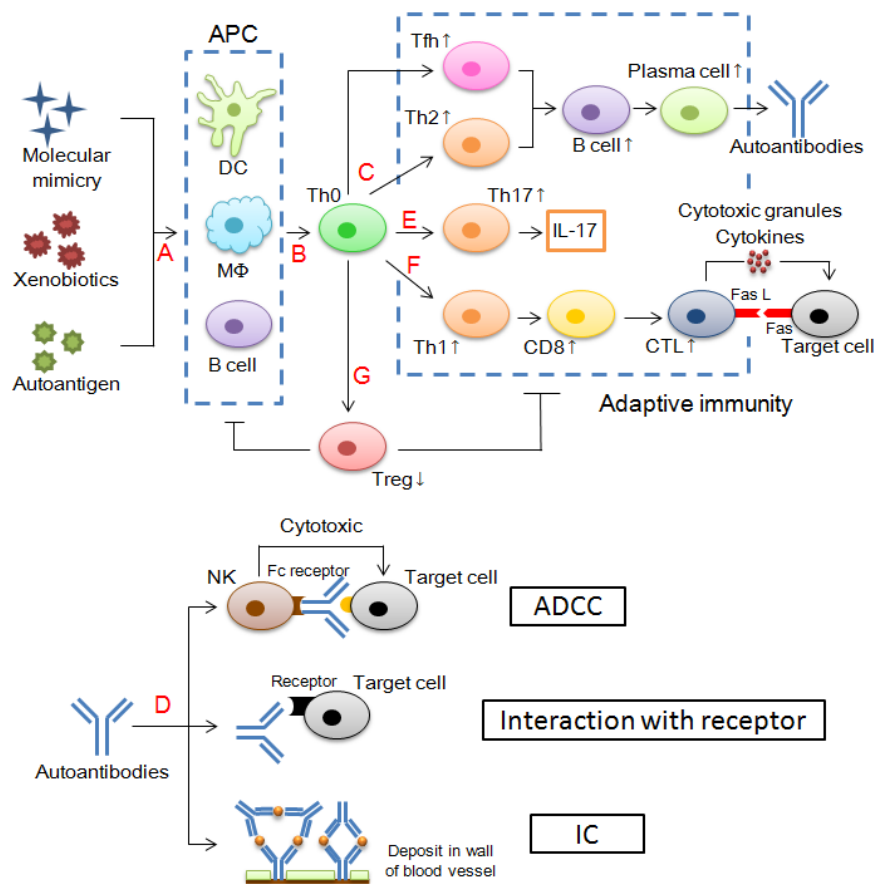 APC
Molecular
mimicry
Xenobiotics
Autoantigen
A
DC
MΦ
B cell
B
Th0
C
E
F
G
Tfh↑
Th2↑
Th17↑
IL-17
Th1↑
CD8↑
CTL↑
B cell↑
Plasma cell↑
Autoantibodies
Cytotoxic granules
Cytokines
Fas L
Fas
Target cell
Adaptive immunity
Treg↓
Cytotoxic
NK
Fc receptor
Target cell
ADCC
D
Autoantibodies
Receptor
Target cell
Interaction with receptor
Deposit in wall
of blood vessel
IC